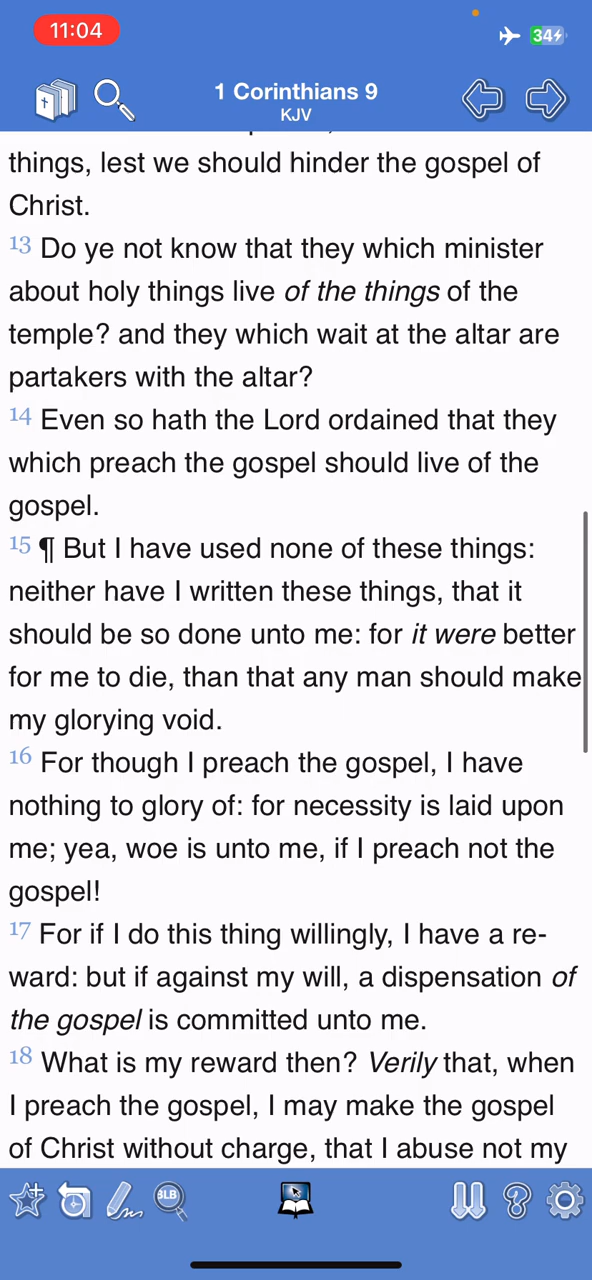 11:04
34
1 Corinthians 9
KJV
things, lest we should hinder the gospel of
Christ.
13 Do ye not know that they which minister
about holy things live of the things of the
temple? and they which wait at the altar are
partakers with the altar?
14 Even so hath the Lord ordained that they
which preach the gospel should live of the
gospel.
15 ¶ But I have used none of these things:
neither have I written these things, that it
should be so done unto me: for it were better
for me to die, than that any man should make
my glorying void.
16 For though I preach the gospel, I have
nothing to glory of: for necessity is laid upon
me; yea, woe is unto me, if I preach not the
gospel!
17 For if I do this thing willingly, I have a re-
ward: but if against my will, a dispensation of
the gospel is committed unto me.
18 What is my reward then? Verily that, when
I preach the gospel, I may make the gospel
of Christ without charge, that I abuse not my
BLB